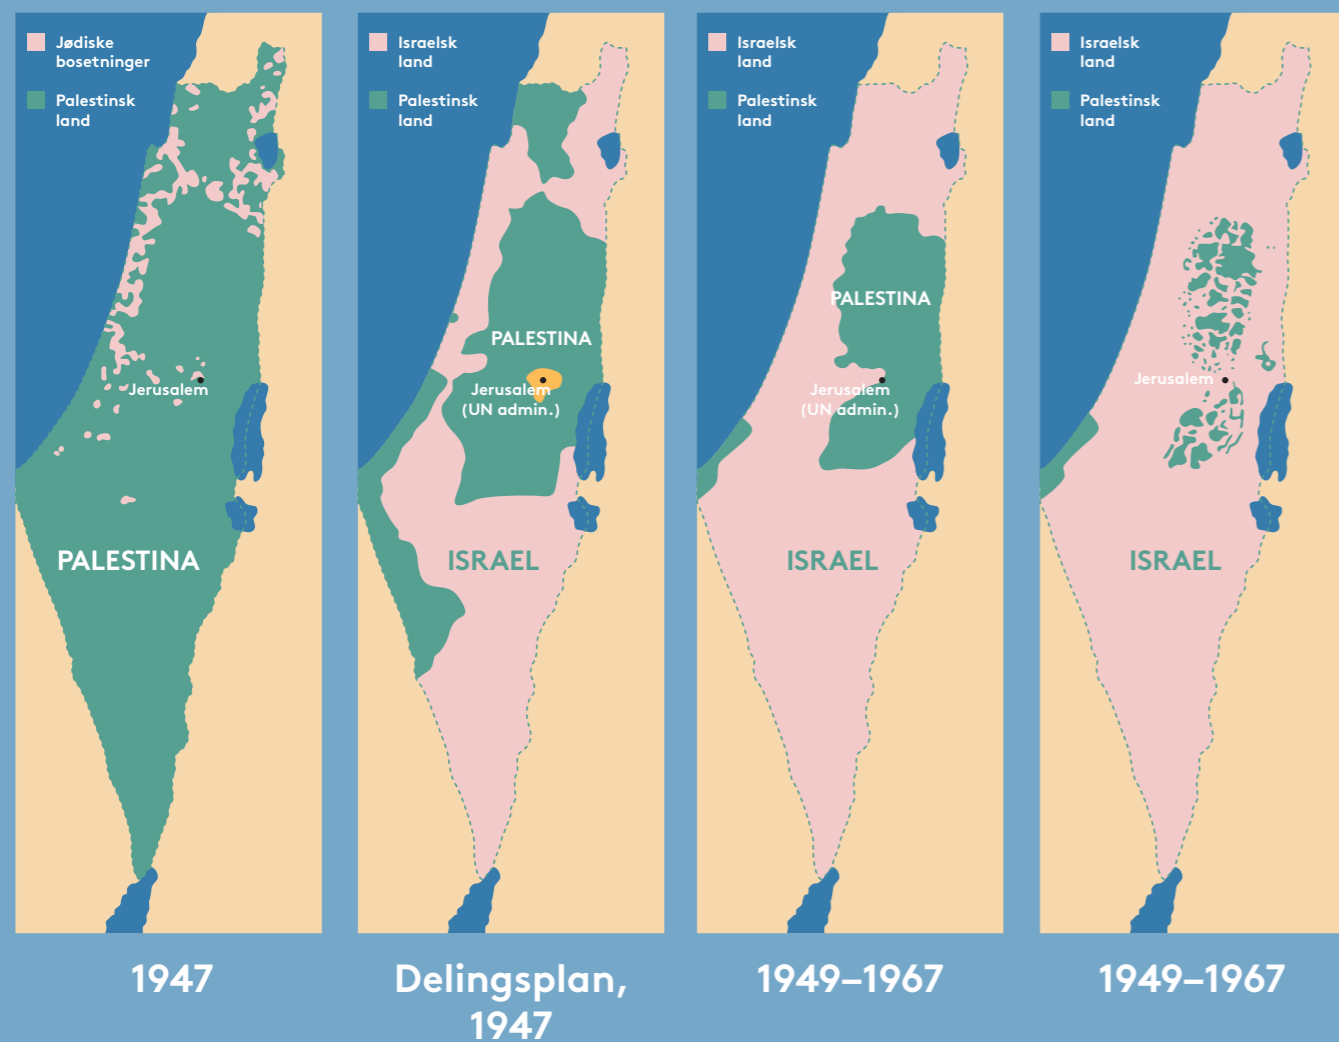 Jødiske
bosetninger
Palestinsk
land
Jerusalem
PALESTINA
1947
Israelsk
land
Palestinsk
land
PALESTINA
Jerusalem
(UN admin.)
ISRAEL
Delingsplan,
1947
Israelsk
land
Palestinsk
land
PALESTINA
Jerusalem
(UN admin.)
ISRAEL
1949–1967
Israelsk
land
Palestinsk
land
Jerusalem
ISRAEL
1949–1967